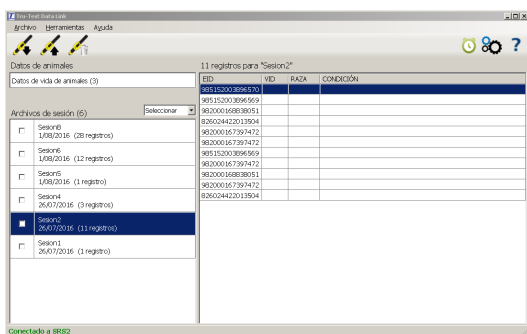 Tru-Test Data Link
Archivo Herramientas Ayuda
Datos de animales
Datos de vida de animales (3)
Archivos de sesión (6)
Seleccionar
Sesion8
1/08/2016 (28 registros)
Sesion6
1/08/2016 (12 registros)
Sesion5
1/08/2016 (1 registro)
Sesion4
26/07/2016 (3 registros)
Sesion2
26/07/2016 (11 registros)
Sesion1
26/07/2016 (1 registro)
11 registros para "Sesion2"
EID VID RAZA CONDICIÓN
985152003896570
985152003896569
982000168838051
826024422013504
982000167397472
982000167397472
985152003896569
982000167397472
982000168838051
982000167397472
826024422013504
Conectado a SRS2